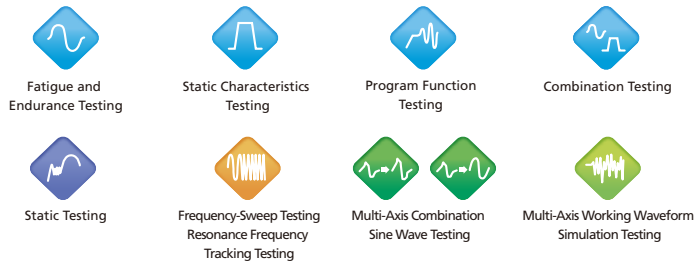 Fatigue and
Endurance Testing
Static Characteristics
Testing
Program Function
Testing
Combination Testing
Static Testing
Frequency-Sweep Testing
Resonance Frequency
Tracking Testing
Multi-Axis Combination
Sine Wave Testing
Multi-Axis Working Waveform
Simulation Testing